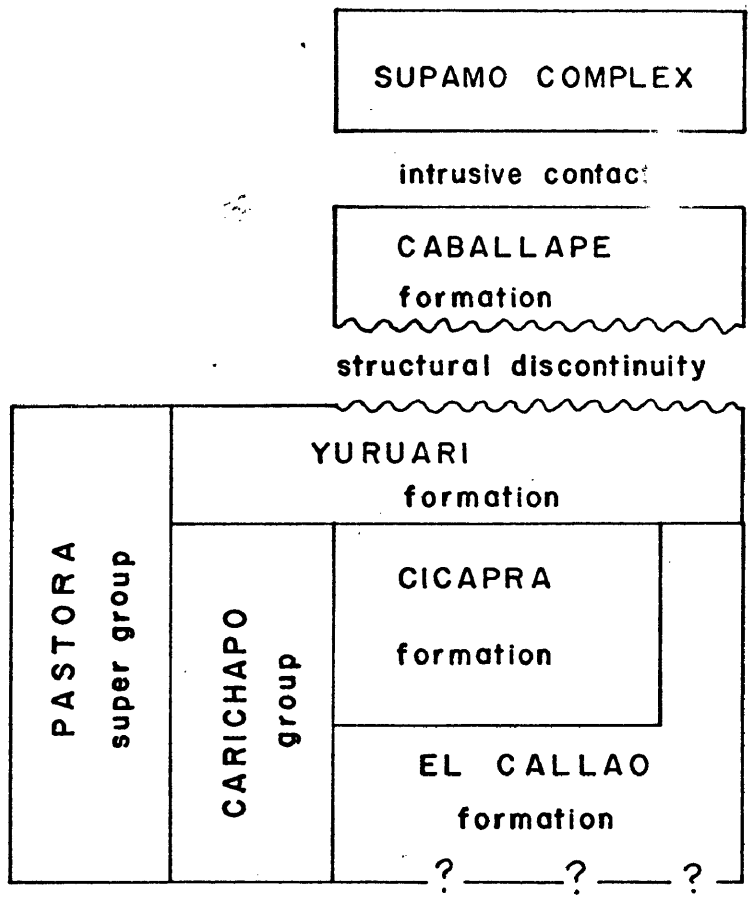 SUPAMO COMPLEX
intrusive contact
CABALLAPE
formation
structural discontinuity
YURUARI
formation
PASTORA
super group
CARICHAPO
group
CICAPRA
formation
EL CALLAO
formation
? ? ?